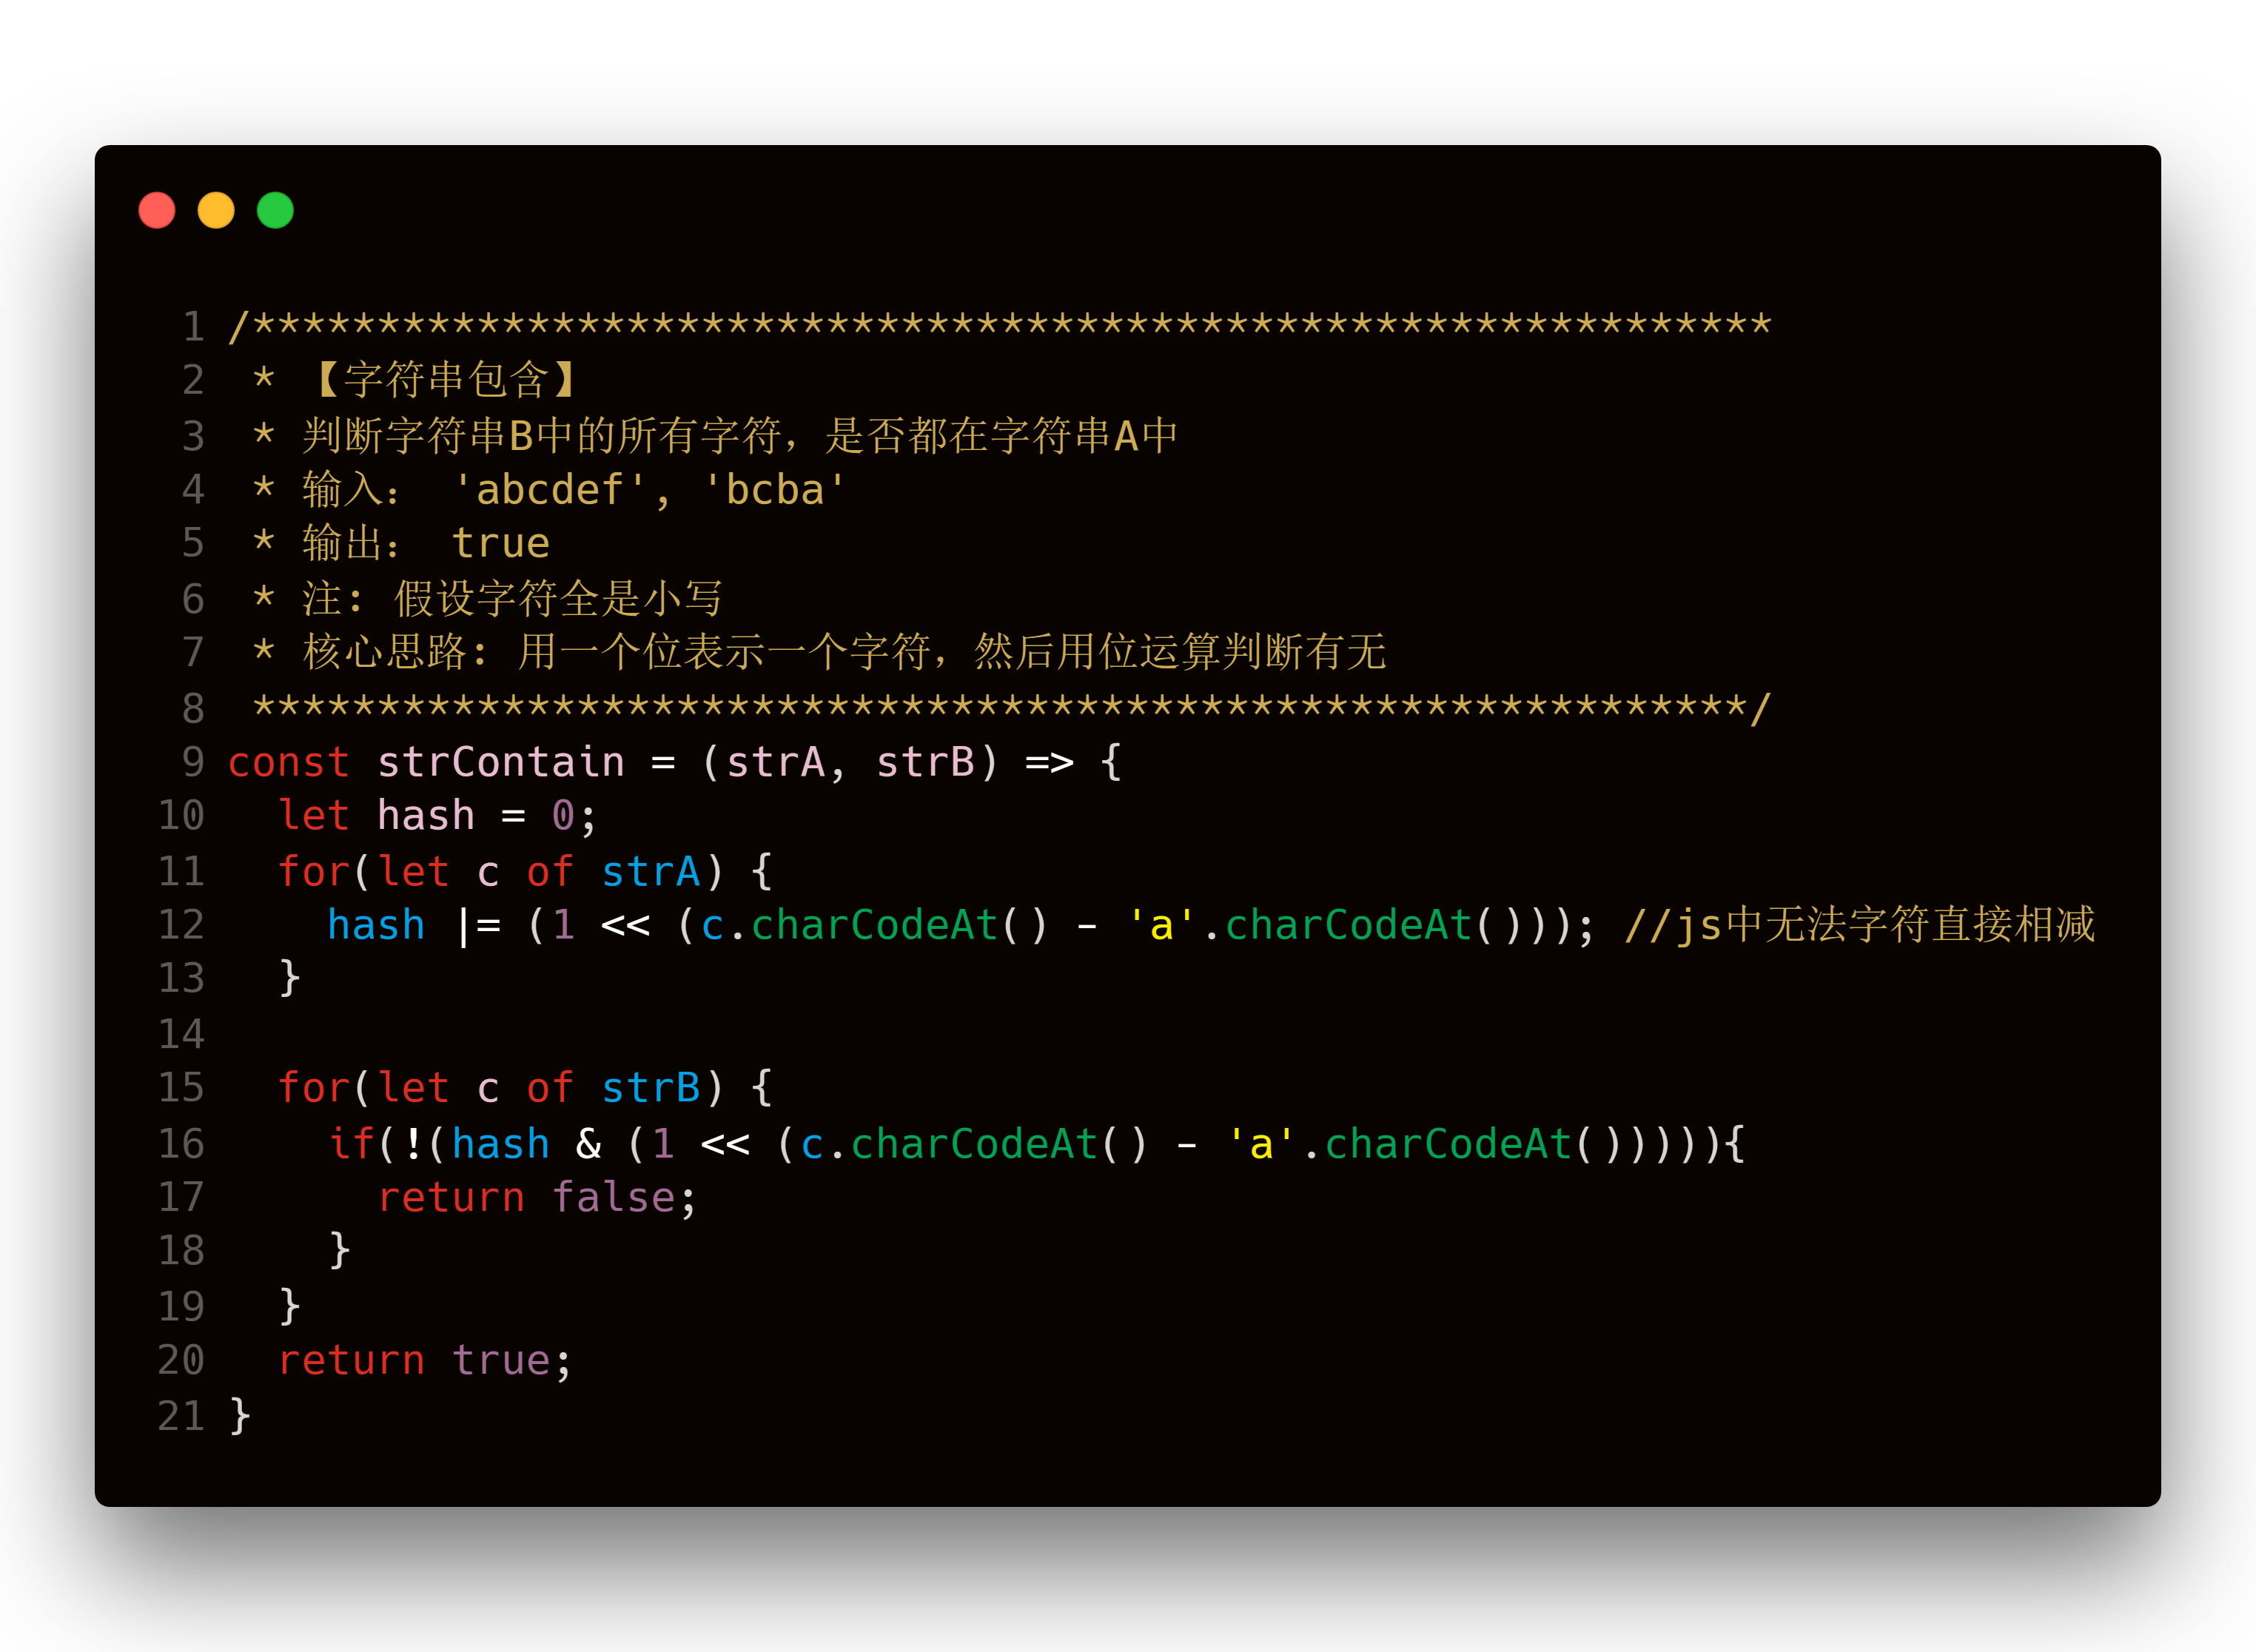 1 /*************************************************************
2  * 【字符串包含】
3  * 判断字符串B中的所有字符，是否都在字符串A中
4  * 输入： 'abcdef', 'bcba'
5  * 输出： true
6  * 注: 假设字符全是小写
7  * 核心思路: 用一个位表示一个字符，然后用位运算判断有无
8  ************************************************************/
9 const strContain = (strA, strB) => {
10   let hash = 0;
11   for(let c of strA) {
12     hash |= (1 << (c.charCodeAt() - 'a'.charCodeAt())); //js中无法字符直接相减
13   }
14
15   for(let c of strB) {
16     if(!(hash & (1 << (c.charCodeAt() - 'a'.charCodeAt())))){
17       return false;
18     }
19   }
20   return true;
21 }